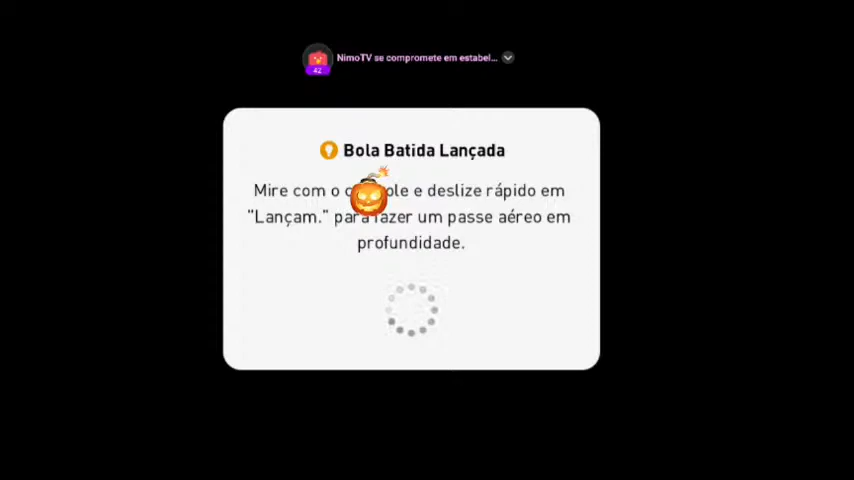 NimoTV se compromete em estabel...
42
Bola Batida Lançada
Mire com o e deslize rápido em
"Lançam." para fazer um passe aéreo em
profundidade.